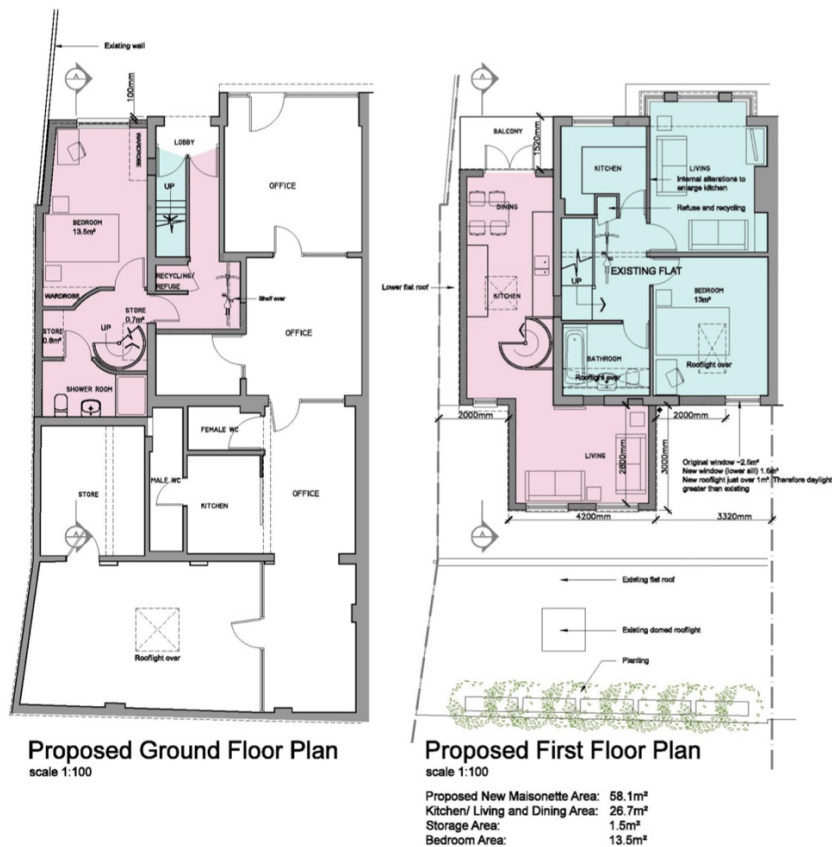 Existing wall
100mm
LOBBY
WARDROBE
OFFICE
UP
BEDROOM
13.5m²
RECYCLING/
REFUSE
Shelf over
WARDROBE
STORE
0.7m²
UP
STORE
0.8m²
OFFICE
SHOWER ROOM
FEMALE WC
MALE WC
STORE
KITCHEN
OFFICE
Rooflight over
Proposed Ground Floor Plan
scale 1:100
BALCONY
1520mm
KITCHEN
LIVING
Internal alterations to
enlarge kitchen
DINING
Refuse and recycling
EXISTING FLAT
Lower flat roof
KITCHEN
UP
BEDROOM
13m²
BATHROOM
Rooflight over
Rooflight over
2000mm
2000mm
LIVING
2800mm
3000mm
Original window ~2.5m²
New window (lower sill) 1.6m²
New rooflight just over 1m². Therefore daylight
greater than existing
4200mm
3320mm
Existing flat roof
Existing domed rooflight
Planting
Proposed First Floor Plan
scale 1:100
Proposed New Maisonette Area: 58.1m²
Kitchen/ Living and Dining Area: 26.7m²
Storage Area: 1.5m²
Bedroom Area: 13.5m²